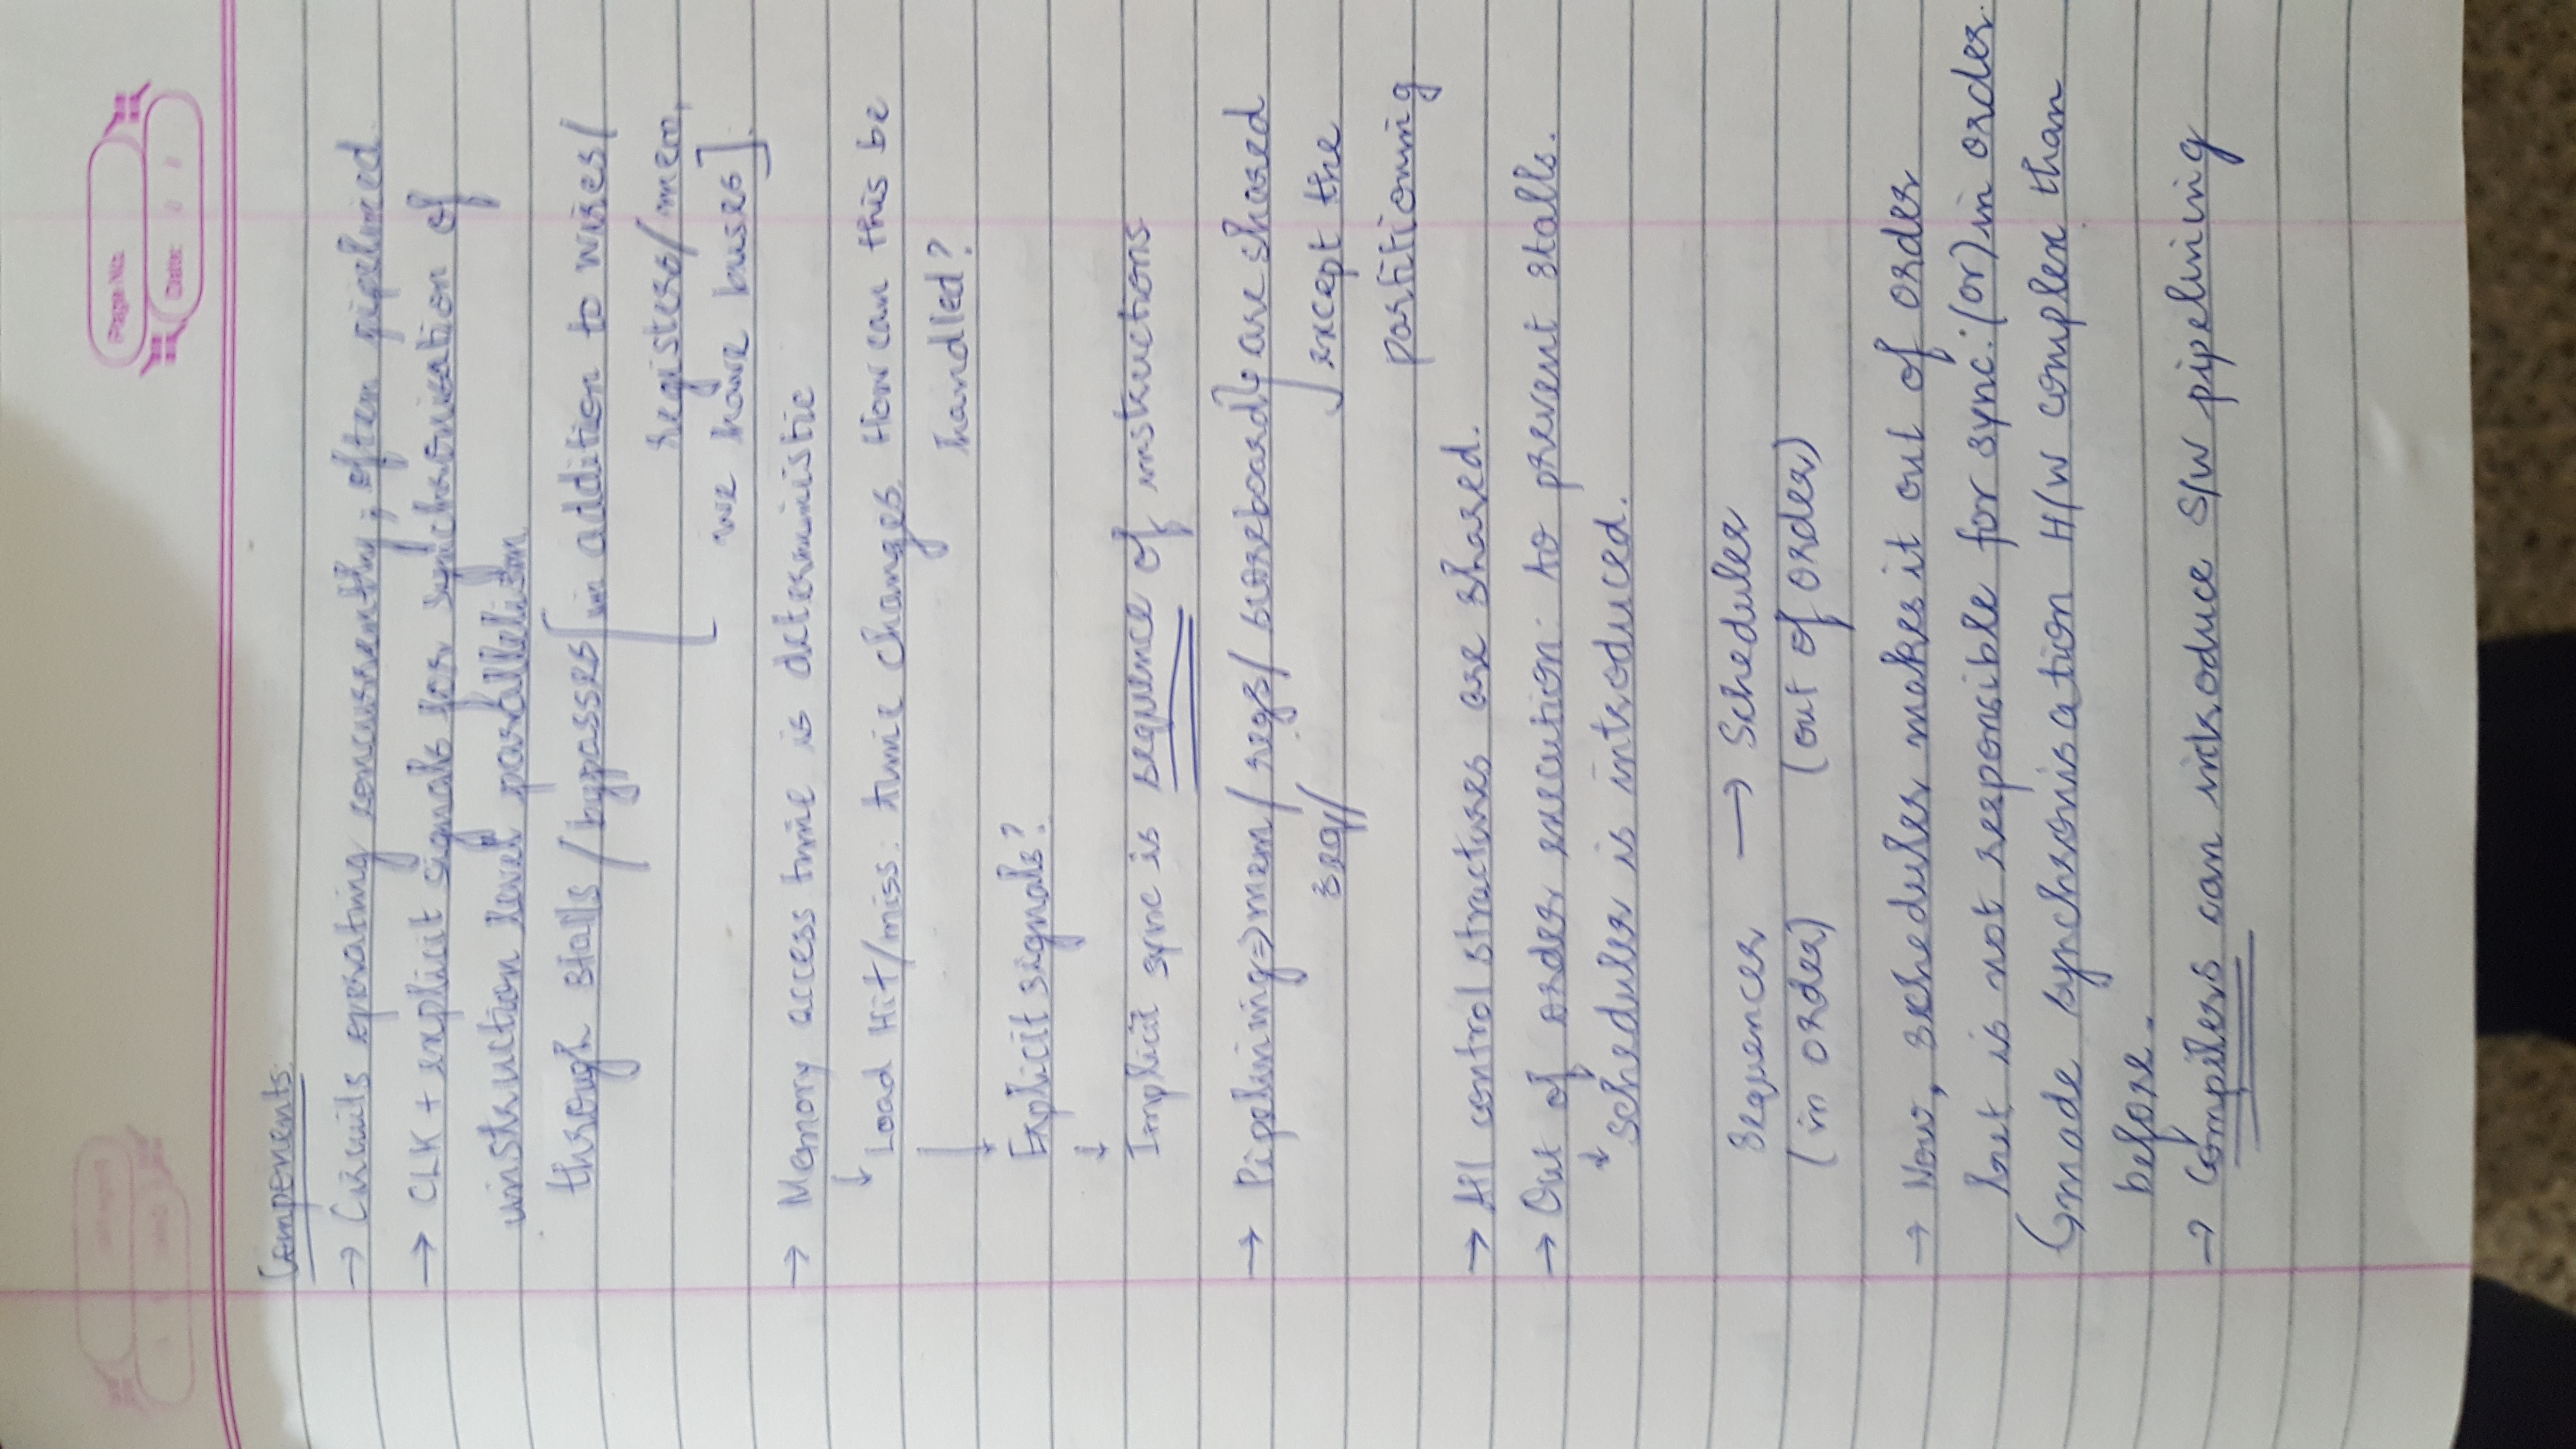 Page No.
Date: / /
Components
→ Circuits operating concurrently; often pipelined
→ CLK + explicit signals for synchronisation of
instruction level parallelism
through stalls/bypasses [in addition to wires/
registers/mem,
we have buses].
→ Memory access time is deterministic
↓ Load Hit/miss: time changes. How can this be
handled?
↓
Explicit signals?
↓
Implicit sync is sequence of instructions
→ Pipelining => mem/ regs/ scoreboard} are shared
seq// except the
partitioning
→ All control structures are shared.
→ Out of order execution: to prevent stalls.
↓ scheduler is introduced.
Sequencer → Scheduler
(in order) (out of order)
→ Now, scheduler makes it out of order
but is not responsible for sync. (or) in order.
↳ made synchronisation H/W complex than
before.
→ Compilers can introduce S/W pipelining